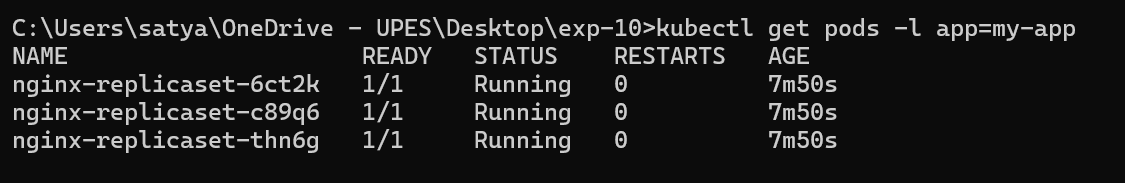 C:\Users\satya\OneDrive - UPES\Desktop\exp-10>kubectl get pods -l app=my-app
NAME READY STATUS RESTARTS AGE
nginx-replicaset-6ct2k 1/1 Running 0 7m50s
nginx-replicaset-c89q6 1/1 Running 0 7m50s
nginx-replicaset-thn6g 1/1 Running 0 7m50s